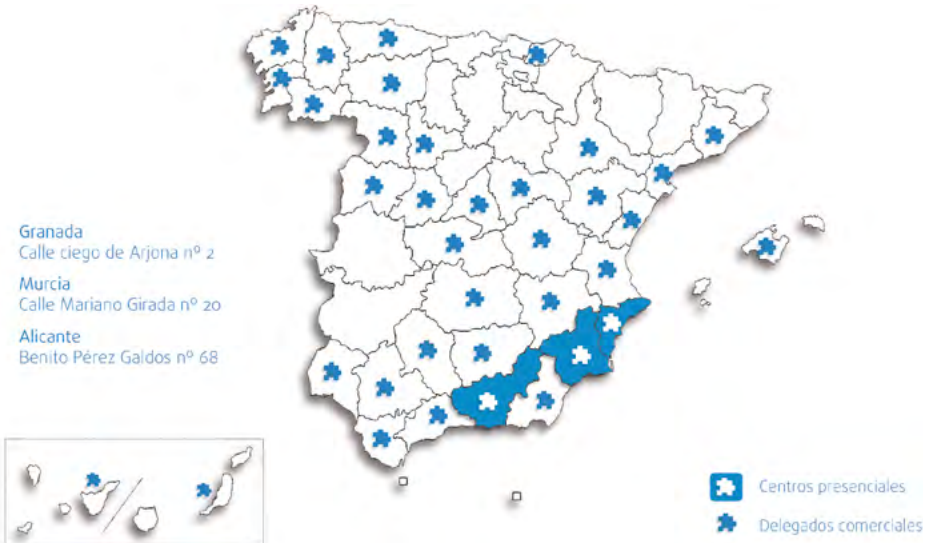 Granada
Calle ciego de Arjona nº 2
Murcia
Calle Mariano Girada nº 20
Alicante
Benito Pérez Galdos nº 68
Centros presenciales
Delegados comerciales